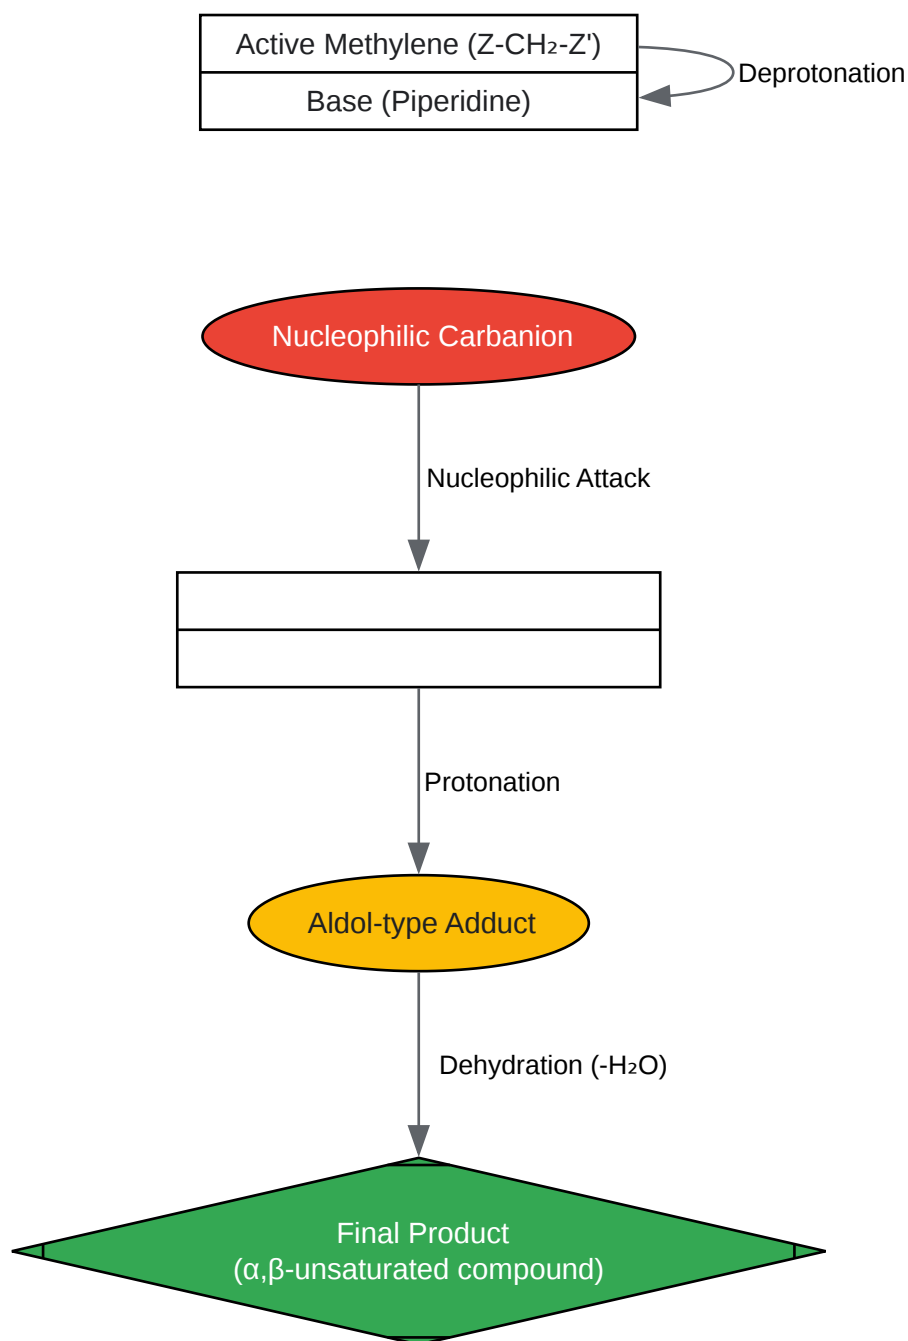 Active Methylene (Z-CH₂-Z')
Deprotonation
Base (Piperidine)
Nucleophilic Carbanion
Nucleophilic Attack
Protonation
Aldol-type Adduct
Dehydration (-H₂O)
Final Product
(α,β-unsaturated compound)